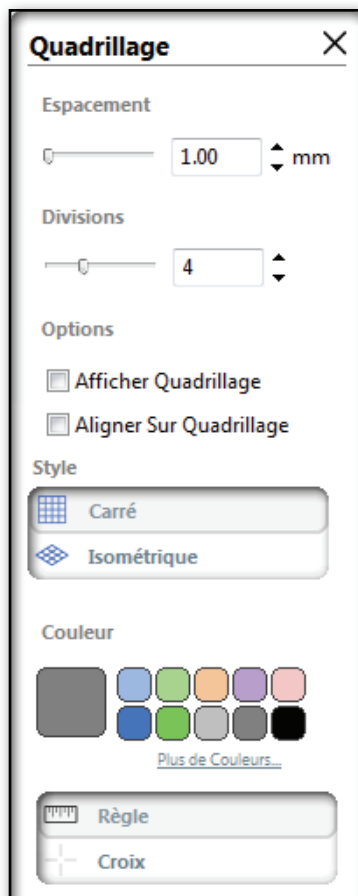 Quadrillage
Espacement
1.00 mm
Divisions
4
Options
Afficher Quadrillage
Aligner Sur Quadrillage
Style
Carré
Isométrique
Couleur
Plus de Couleurs...
Règle
Croix